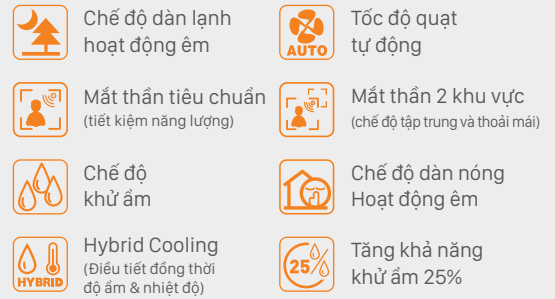 Chế độ dàn lạnh
hoạt động êm
AUTO
Tốc độ quạt
tự động
Mắt thần tiêu chuẩn
(tiết kiệm năng lượng)
Mắt thần 2 khu vực
(chế độ tập trung và thoải mái)
Chế độ
khử ẩm
Chế độ dàn nóng
Hoạt động êm
HYBRID
Hybrid Cooling
(Điều tiết đồng thời
độ ẩm & nhiệt độ)
25%
Tăng khả năng
khử ẩm 25%